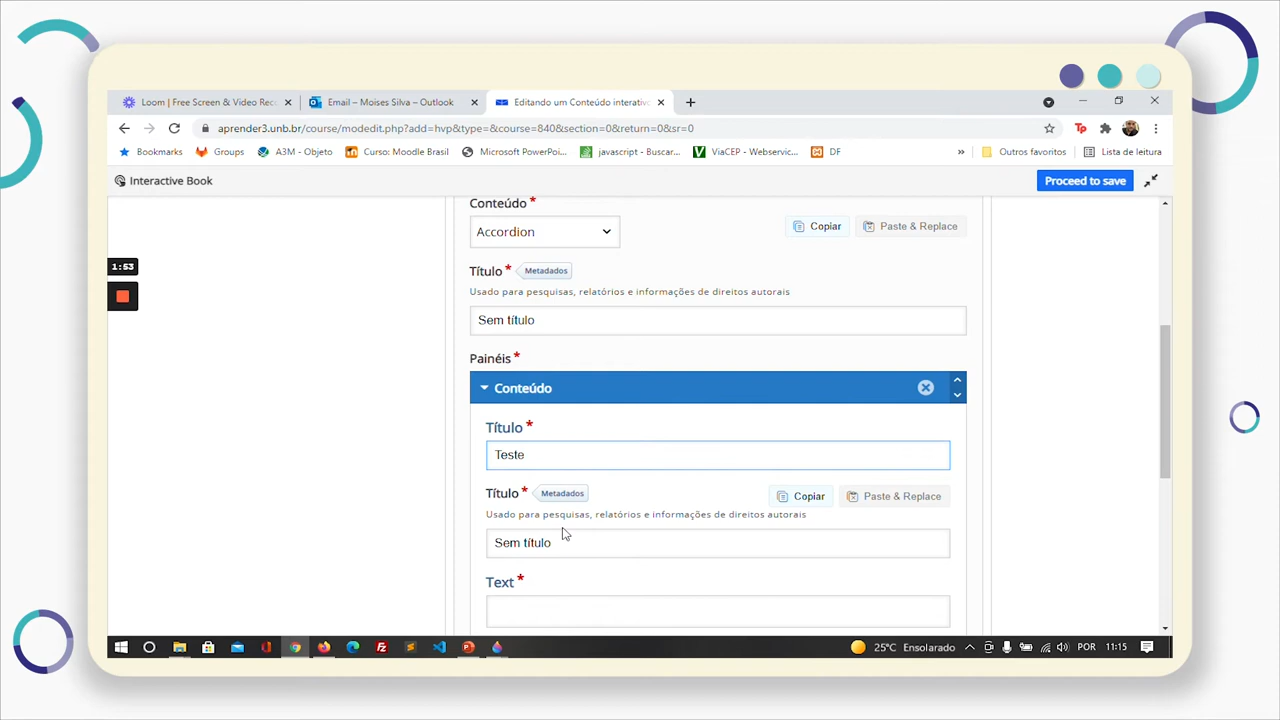 Loom | Free Screen & Video Rec
Email – Moises Silva – Outlook
Editando um Conteúdo interativo
aprender3.unb.br/course/modedit.php?add=hvp&type=&course=840&section=0&return=0&sr=0
Bookmarks
Groups
A3M - Objeto
Curso: Moodle Brasil
Microsoft PowerPoi...
javascript - Buscar...
ViaCEP - Webservic...
DF
»
Outros favoritos
Lista de leitura
Interactive Book
Proceed to save
Conteúdo *
Accordion
Copiar
Paste & Replace
1:53
Título * Metadados
Usado para pesquisas, relatórios e informações de direitos autorais
Sem título
Painéis *
Conteúdo
Título *
Teste
Título * Metadados
Copiar
Paste & Replace
Usado para pesquisas, relatórios e informações de direitos autorais
Sem título
Text *
25°C Ensolarado
POR
11:15